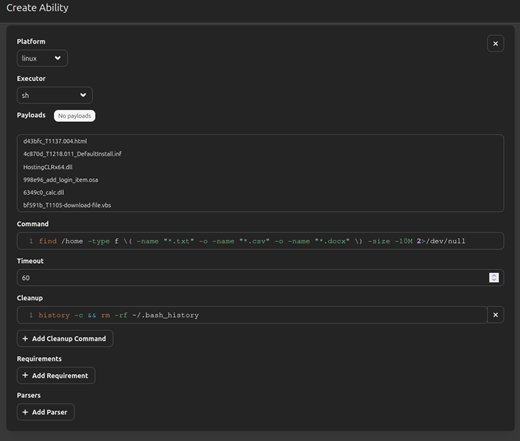 Create Ability
Platform
linux
Executor
sh
Payloads No payloads
d43bfc_T1137.004.html
4c870d_T1218.011_DefaultInstall.inf
HostingCLRx64.dll
998e96_add_login_item.osa
6349c0_calc.dll
bf591b_T1105-download-file.vbs
Command
1 find /home -type f \( -name "*.txt" -o -name "*.csv" -o -name "*.docx" \) -size -10M 2>/dev/null
Timeout
60
Cleanup
1 history -c && rm -rf ~/.bash_history
+ Add Cleanup Command
Requirements
+ Add Requirement
Parsers
+ Add Parser